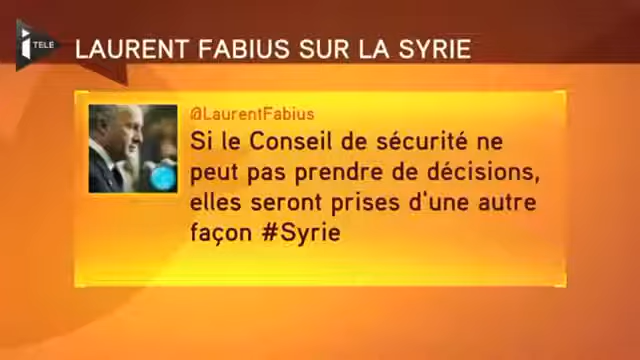 i TELE
LAURENT FABIUS SUR LA SYRIE
@LaurentFabius
Si le Conseil de sécurité ne
peut pas prendre de décisions,
elles seront prises d'une autre
façon #Syrie